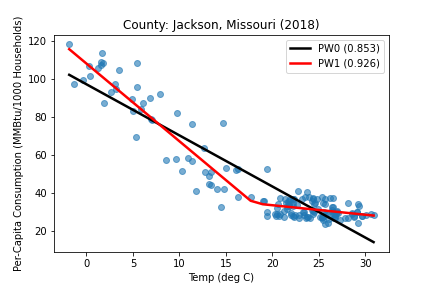 County: Jackson, Missouri (2018)
Per-Capita Consumption (MMBtu/1000 Households)
120
100
80
60
40
20
PW0 (0.853)
PW1 (0.926)
0 5 10 15 20 25 30
Temp (deg C)